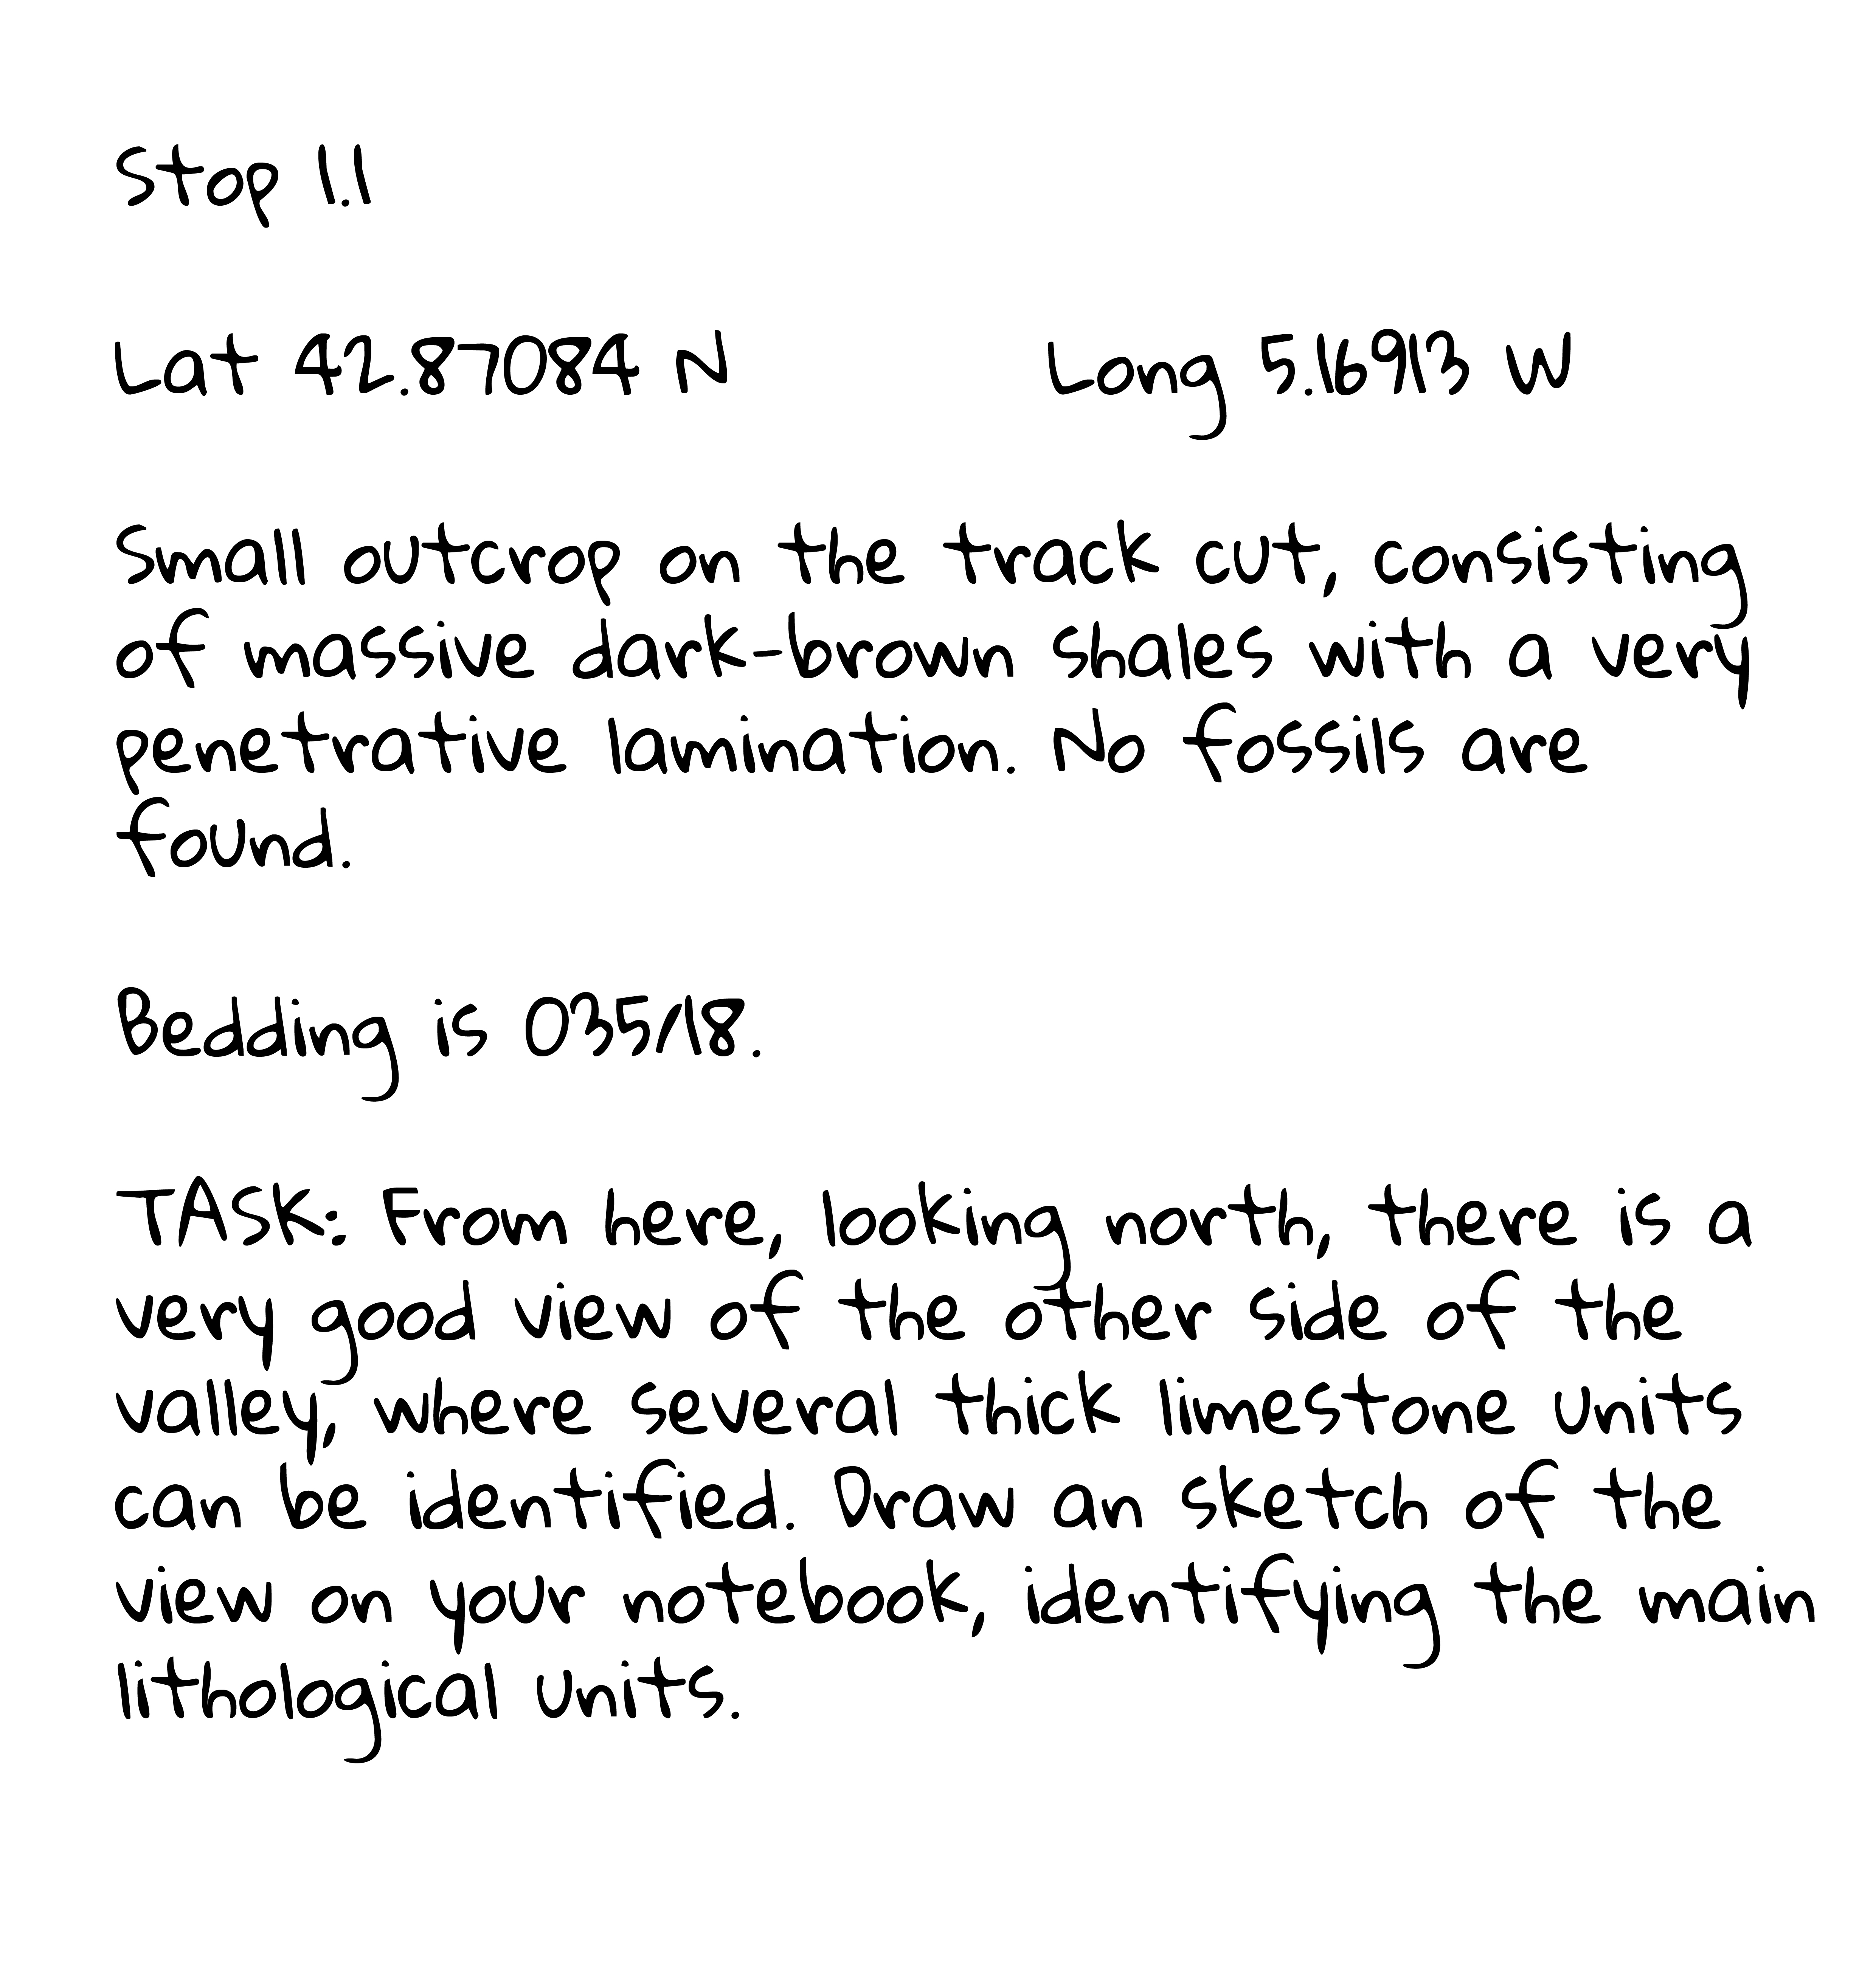 Stop 1.1
Lat 42.87084 N Long 5.16913 W
Small outcrop on the track cut, consisting
of massive dark-brown shales with a very
penetrative lamination. No fossils are
found.
Bedding is 035/18.
TASK: From here, looking north, there is a
very good view of the other side of the
valley, where several thick limestone units
can be identified. Draw an sketch of the
view on your notebook, identifying the main
lithological units.